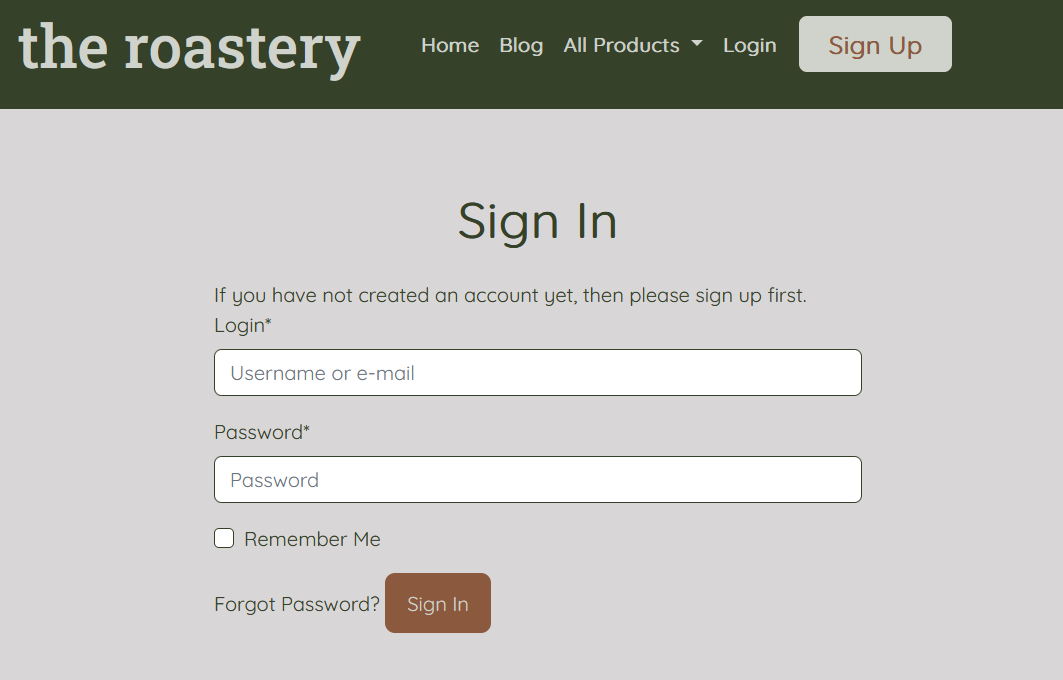 the roastery
Home Blog All Products Login Sign Up
Sign In
If you have not created an account yet, then please sign up first.
Login*
Username or e-mail
Password*
Password
Remember Me
Forgot Password? Sign In